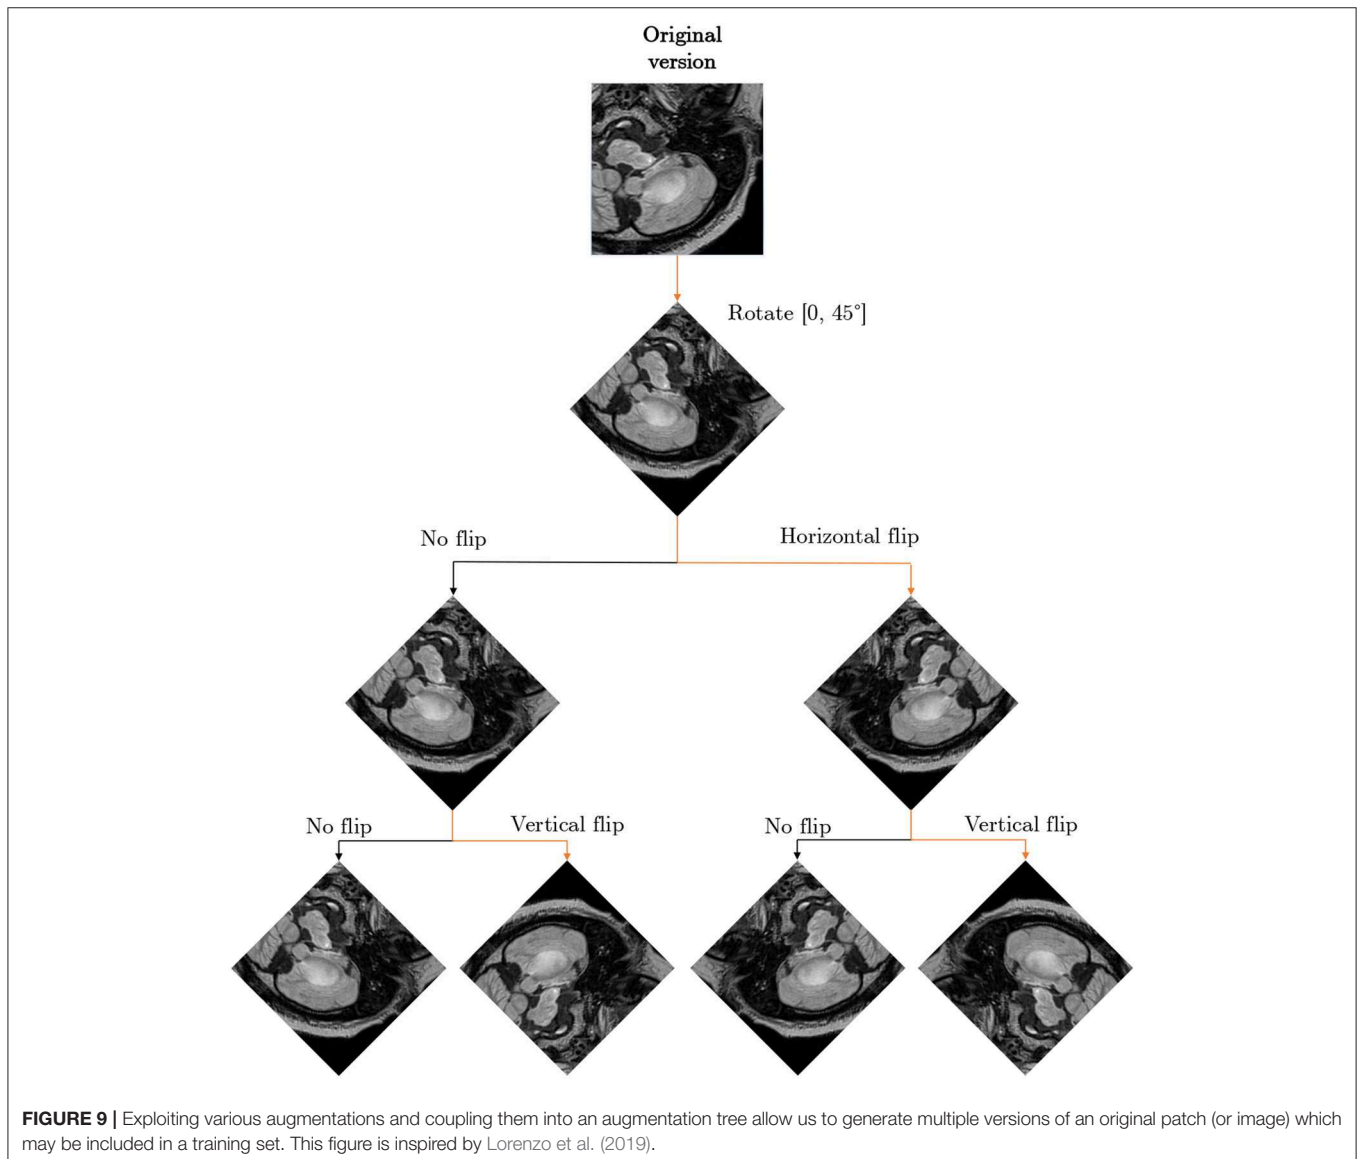 Original
version
Rotate [0, 45°]
No flip
Horizontal flip
No flip
Vertical flip
No flip
Vertical flip
FIGURE 9 | Exploiting various augmentations and coupling them into an augmentation tree allow us to generate multiple versions of an original patch (or image) which
may be included in a training set. This figure is inspired by Lorenzo et al. (2019).